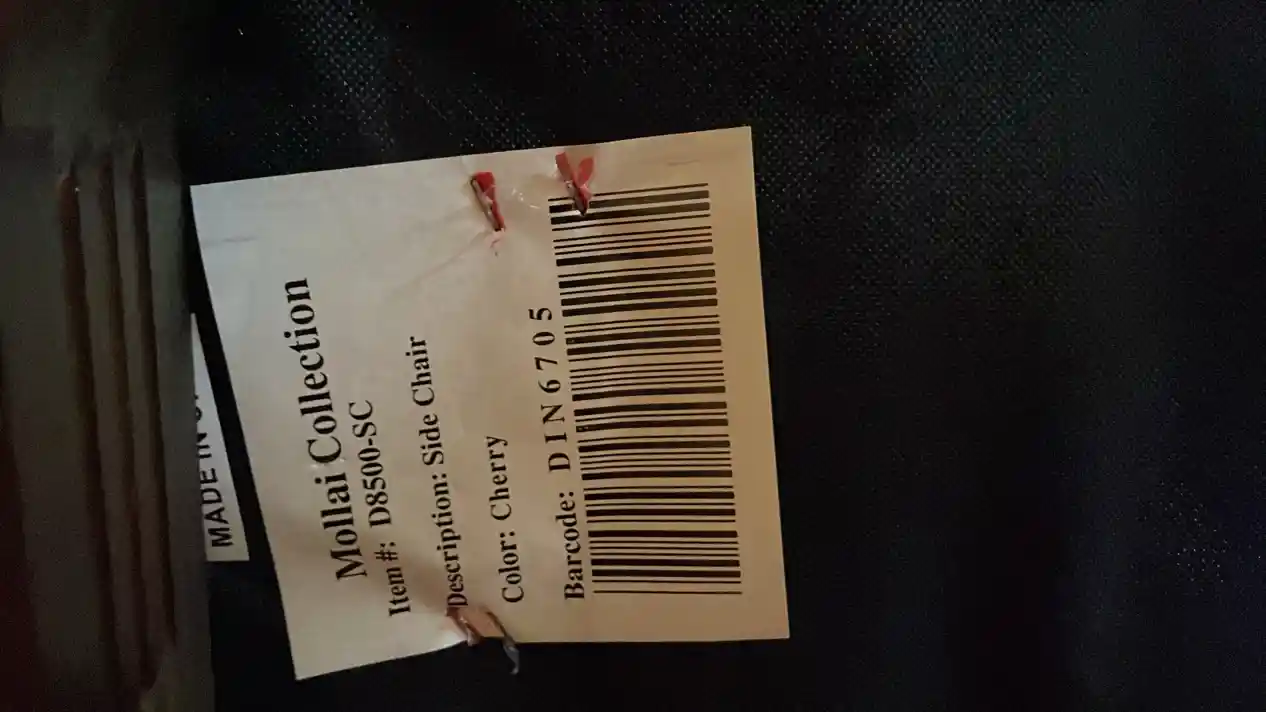 Mollai Collection
Item #: D8500-SC
Description: Side Chair
Color: Cherry
Barcode: DIN6705
MADE IN